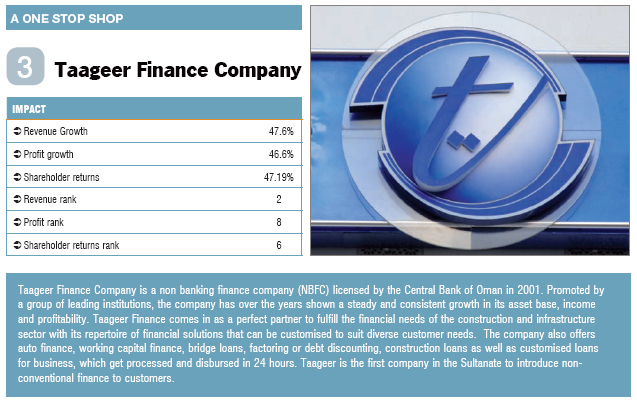 A ONE STOP SHOP
3 Taageer Finance Company
IMPACT
Revenue Growth 47.6%
Profit growth 46.6%
Shareholder returns 47.19%
Revenue rank 2
Profit rank 8
Shareholder returns rank 6
Taageer Finance Company is a non banking finance company (NBFC) licensed by the Central Bank of Oman in 2001. Promoted by
a group of leading institutions, the company has over the years shown a steady and consistent growth in its asset base, income
and profitability. Taageer Finance comes in as a perfect partner to fulfill the financial needs of the construction and infrastructure
sector with its repertoire of financial solutions that can be customised to suit diverse customer needs. The company also offers
auto finance, working capital finance, bridge loans, factoring or debt discounting, construction loans as well as customised loans
for business, which get processed and disbursed in 24 hours. Taageer is the first company in the Sultanate to introduce non-
conventional finance to customers.